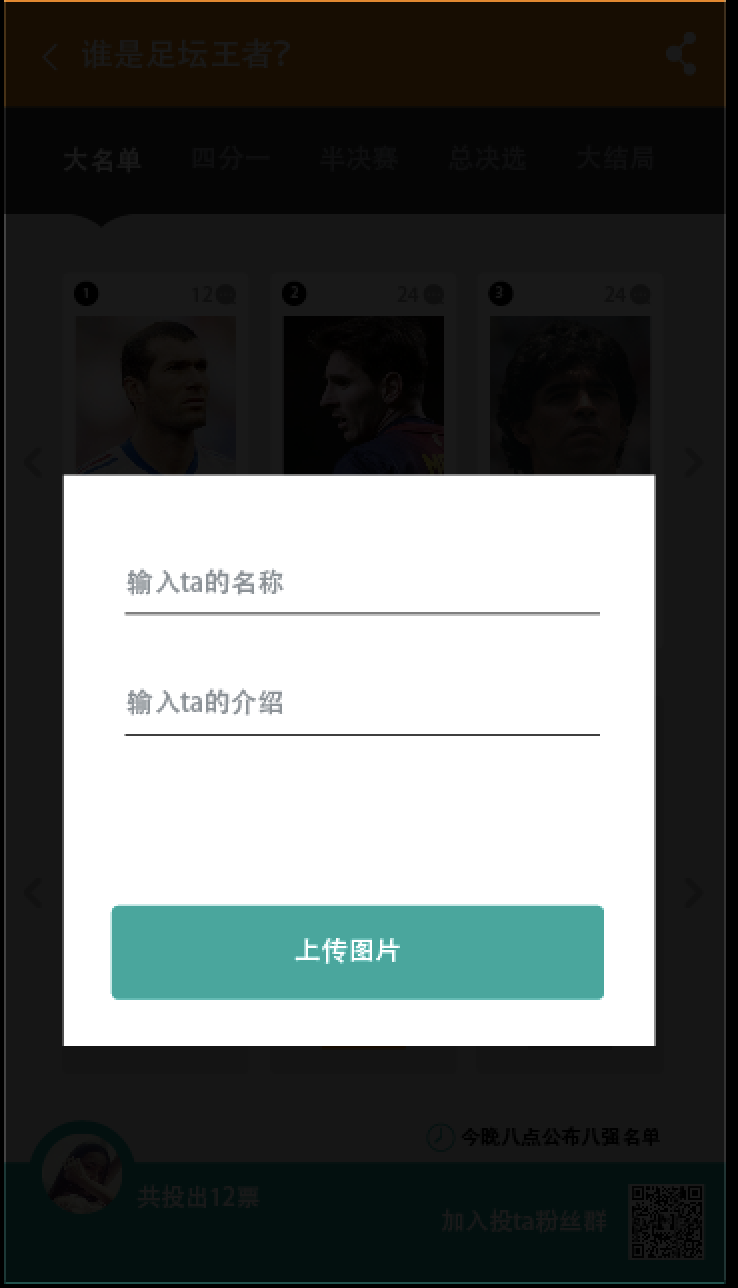 谁是足坛王者?
大名单 四分一 半决赛 总决选 大结局
1 12 2 24 3 24
输入ta的名称
输入ta的介绍
上传图片
今晚八点公布八强名单
共投出12票
加入投ta粉丝群